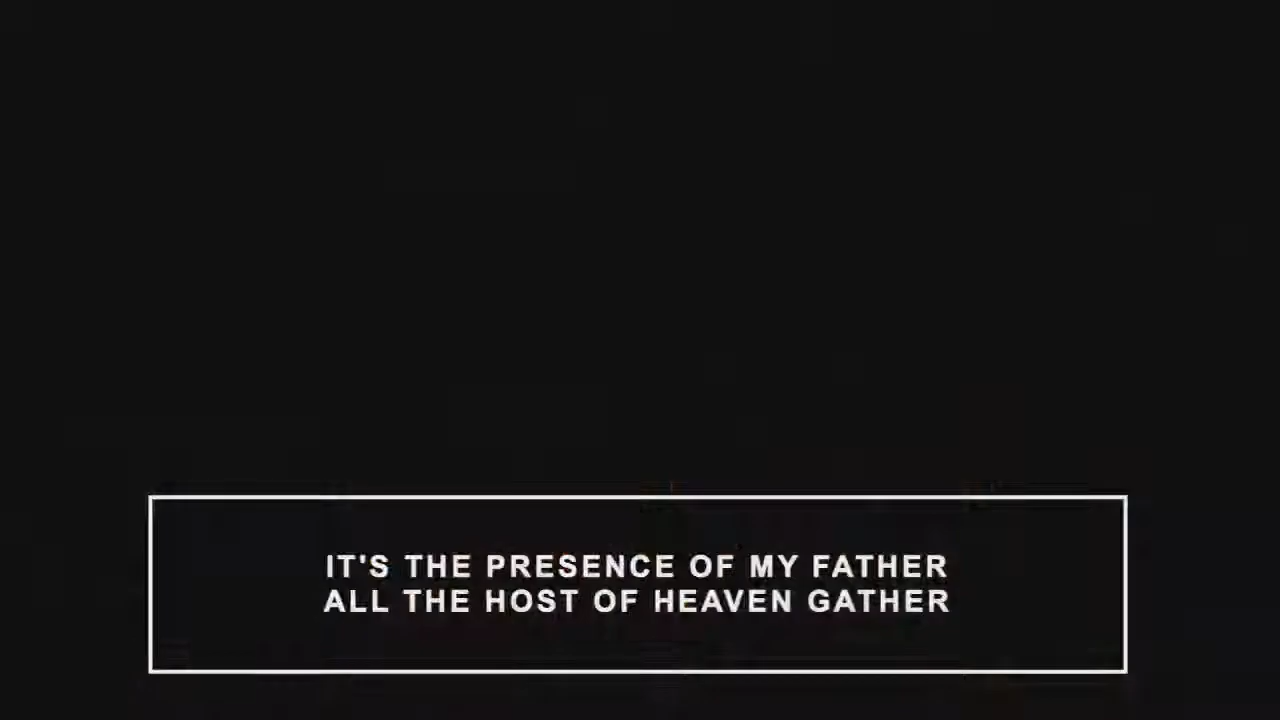 IT'S THE PRESENCE OF MY FATHER
ALL THE HOST OF HEAVEN GATHER